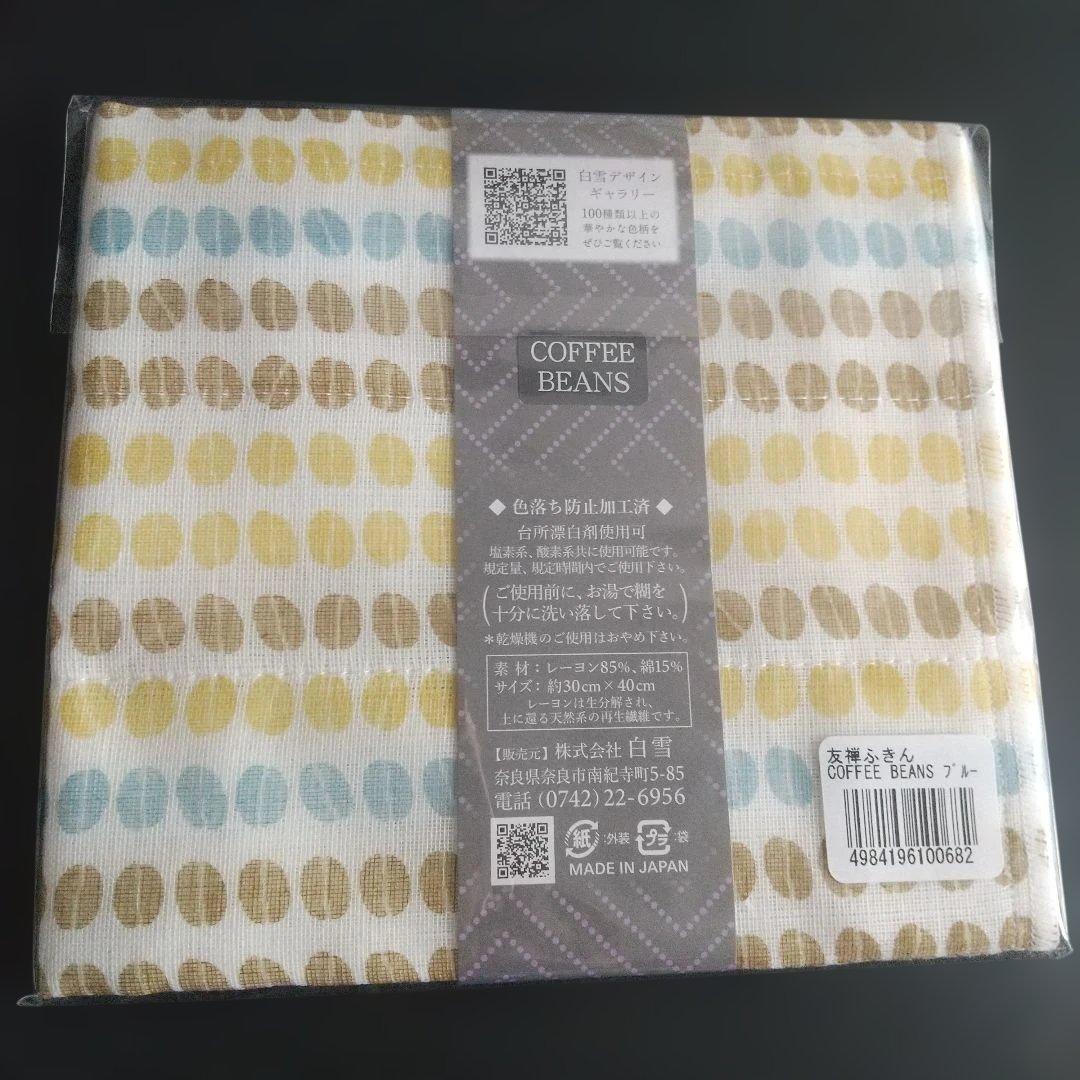 白雪デザイン
ギャラリー
100種類以上の
華やかな色柄を
ぜひご覧ください
COFFEE
BEANS
◆ 色落ち防止加工済 ◆
台所漂白剤使用可
塩素系、酸素系共に使用可能です。
規定量、規定時間内でご使用下さい。
(ご使用前に、お湯で糊を
十分に洗い落して下さい。)
*乾燥機のご使用はおやめ下さい。
素 材：レーヨン85%、綿15%
サイズ：約30cm×40cm
レーヨンは生分解され、
土に還る天然系の再生繊維です。
【販売元】株式会社 白雪
奈良県奈良市南紀寺町5-85
電話 (0742) 22-6956
紙:外装 プラ:袋
MADE IN JAPAN
友禅ふきん
COFFEE BEANS ﾌﾞﾙｰ
4984196100682